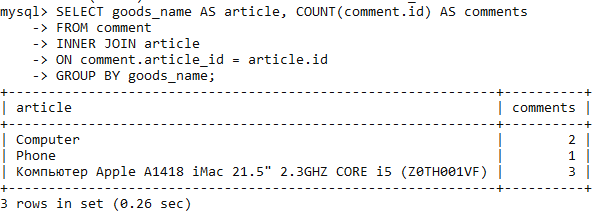 mysql> SELECT goods_name AS article, COUNT(comment.id) AS comments
    -> FROM comment
    -> INNER JOIN article
    -> ON comment.article_id = article.id
    -> GROUP BY goods_name;
+------------------------------------------------------------+----------+
| article | comments |
+------------------------------------------------------------+----------+
| Computer | 2 |
| Phone | 1 |
| Компьютер Apple A1418 iMac 21.5" 2.3GHZ CORE i5 (Z0TH001VF) | 3 |
+------------------------------------------------------------+----------+
3 rows in set (0.26 sec)